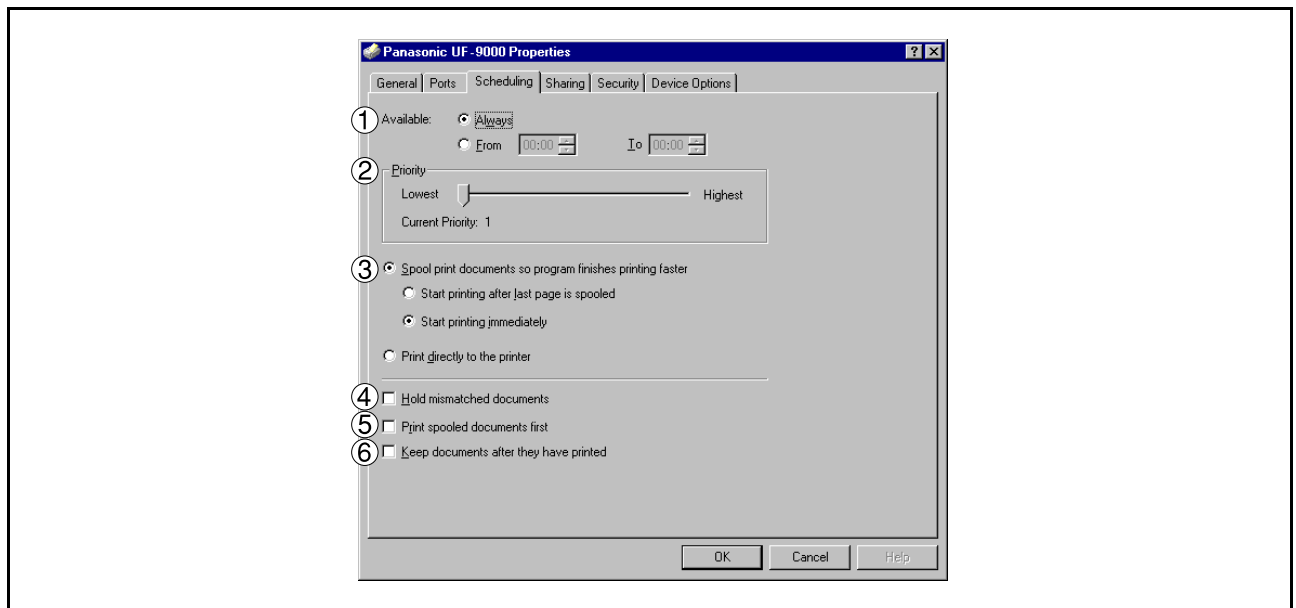 Panasonic UF-9000 Properties
General Ports Scheduling Sharing Security Device Options
① Available: Always
From 00:00 To 00:00
② Priority
Lowest Highest
Current Priority: 1
③ Spool print documents so program finishes printing faster
Start printing after last page is spooled
Start printing immediately
Print directly to the printer
④ Hold mismatched documents
⑤ Print spooled documents first
⑥ Keep documents after they have printed
OK Cancel Help